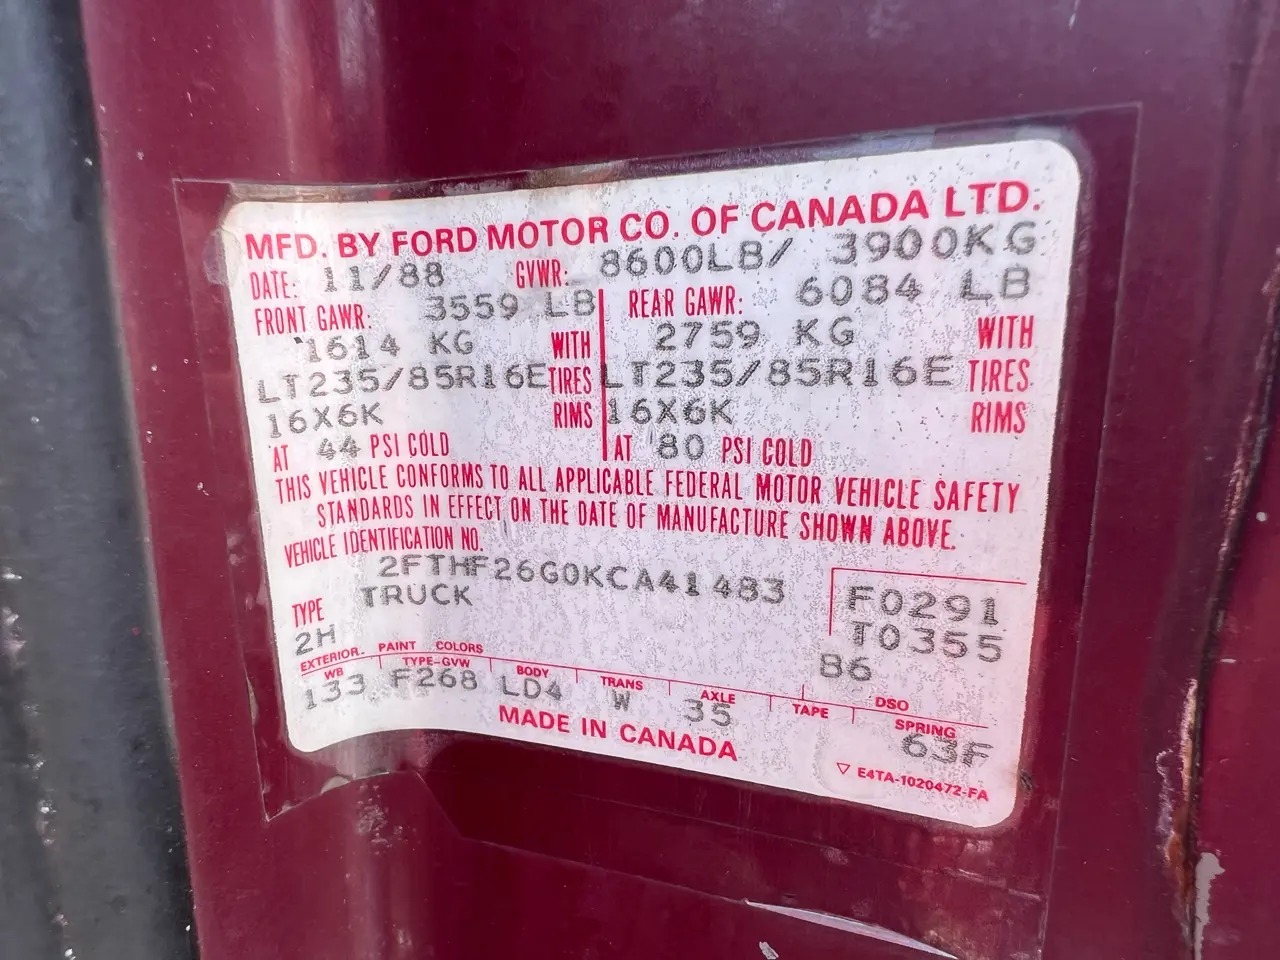 MFD. BY FORD MOTOR CO. OF CANADA LTD.
DATE: 11/88 GVWR: 8600LB/ 3900KG
FRONT GAWR: 3559 LB REAR GAWR: 6084 LB
1614 KG WITH 2759 KG WITH
LT235/85R16E TIRES LT235/85R16E TIRES
16X6K RIMS 16X6K RIMS
AT 44 PSI COLD AT 80 PSI COLD
THIS VEHICLE CONFORMS TO ALL APPLICABLE FEDERAL MOTOR VEHICLE SAFETY
STANDARDS IN EFFECT ON THE DATE OF MANUFACTURE SHOWN ABOVE.
VEHICLE IDENTIFICATION NO.
2FTHF26G0KCA41483
TYPE TRUCK F0291
2H T0355
EXTERIOR PAINT COLORS B6
WB TYPE-GVW BODY TRANS AXLE TAPE DSO SPRING
133 F268 LD4 W 35 63F
MADE IN CANADA
▽ E4TA-1020472-FA